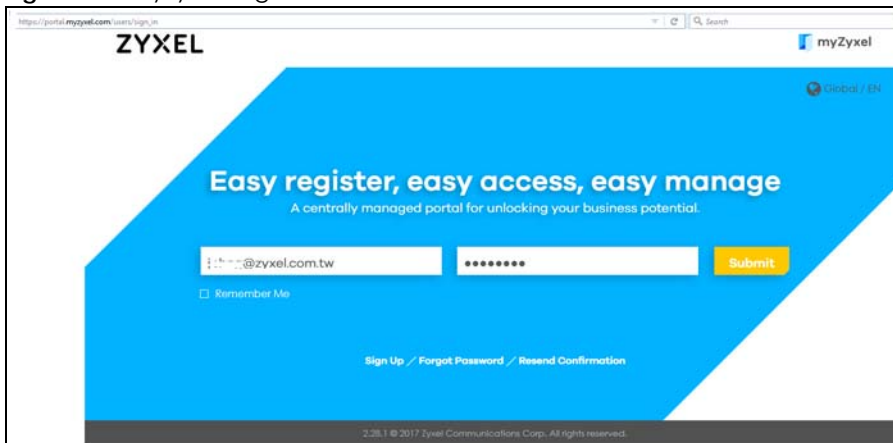 https://portal.myzyxel.com/users/sign_in
Search
ZYXEL
myZyxel
Global / EN
Easy register, easy access, easy manage
A centrally managed portal for unlocking your business potential.
@zyxel.com.tw
••••••••
Submit
Remember Me
Sign Up / Forgot Password / Resend Confirmation
2.28.1 © 2017 Zyxel Communications Corp. All rights reserved.